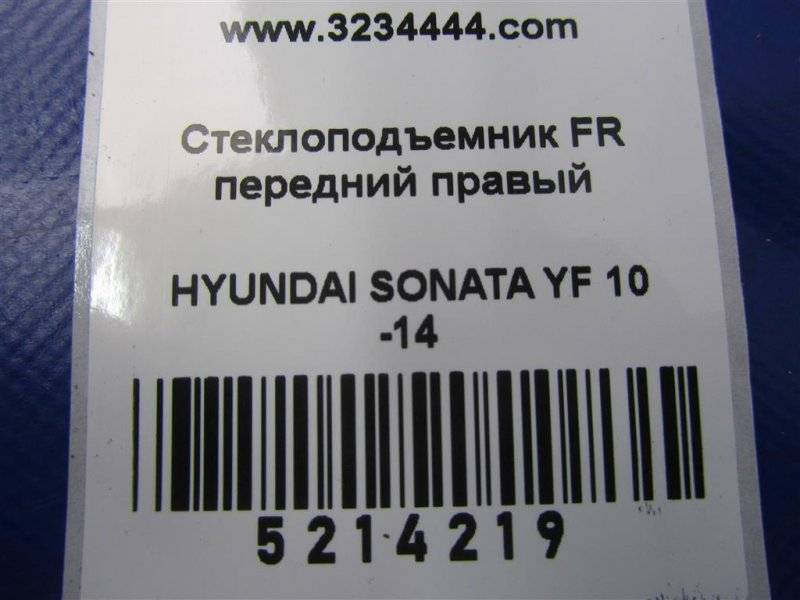 www.3234444.com
Стеклоподъемник FR
передний правый
HYUNDAI SONATA YF 10
-14
5214219